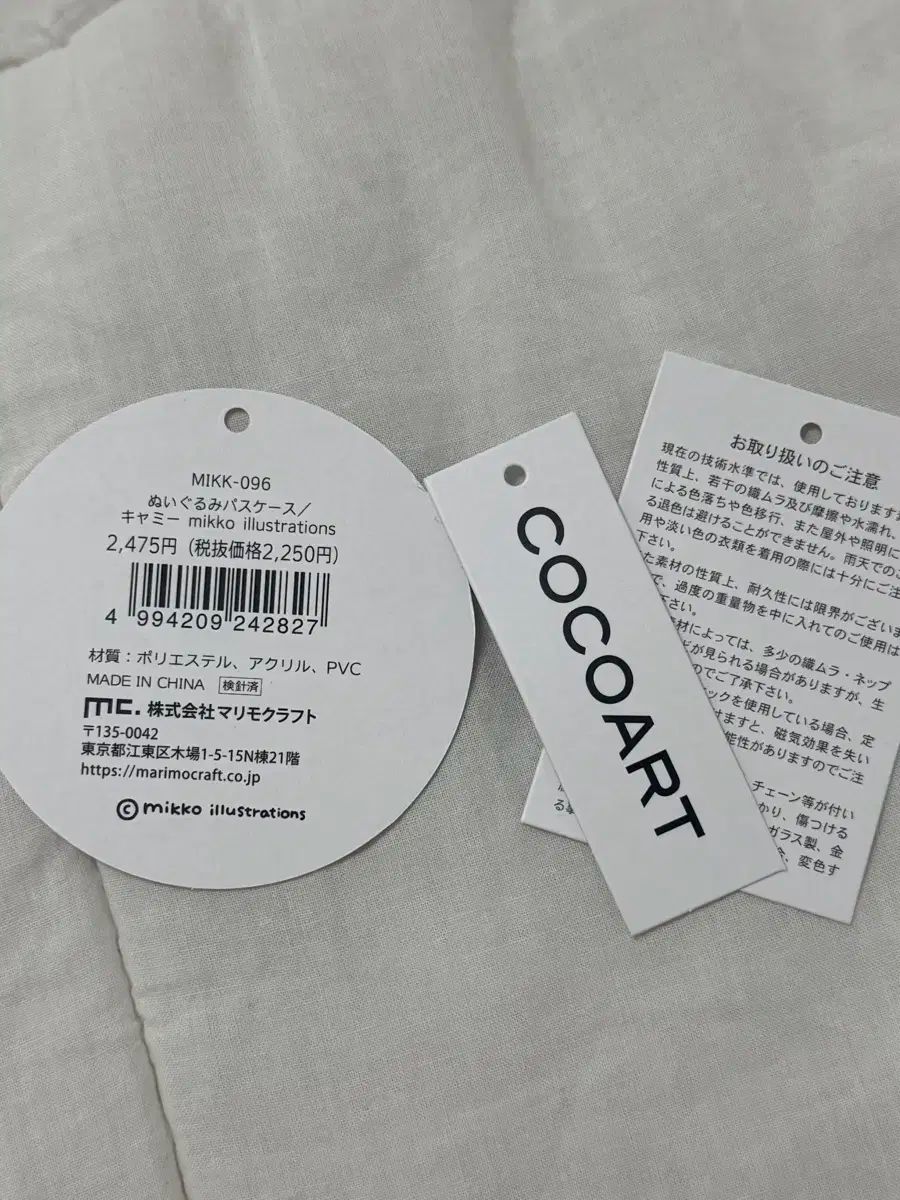 MIKK-096
ぬいぐるみパスケース／
キャミー mikko illustrations
2,475円（税抜価格2,250円）
4 994209 242827
材質：ポリエステル、アクリル、PVC
MADE IN CHINA 検針済
mc. 株式会社マリモクラフト
〒135-0042
東京都江東区木場1-5-15N棟21階
https://marimocraft.co.jp
©mikko illustrations
COCOART
お取り扱いのご注意
現在の技術水準では、使用しております
性質上、若干の織ムラ及び摩擦や水濡れ、
による色落ちや色移行、また屋外や照明に
る退色は避けることができません。雨天でのご
用や淡い色の衣類を着用の際には十分にご注
下さい。
た素材の性質上、耐久性には限界がございま
で、過度の重量物を中に入れてのご使用は
下さい。
素材によっては、多少の織ムラ・ネップ
が見られる場合がありますが、生
のでご了承下さい。
ックを使用している場合、定
けますと、磁気効果を失い
能性がありますのでご注
チェーン等が付い
かり、傷つける
ガラス製、金
変色す